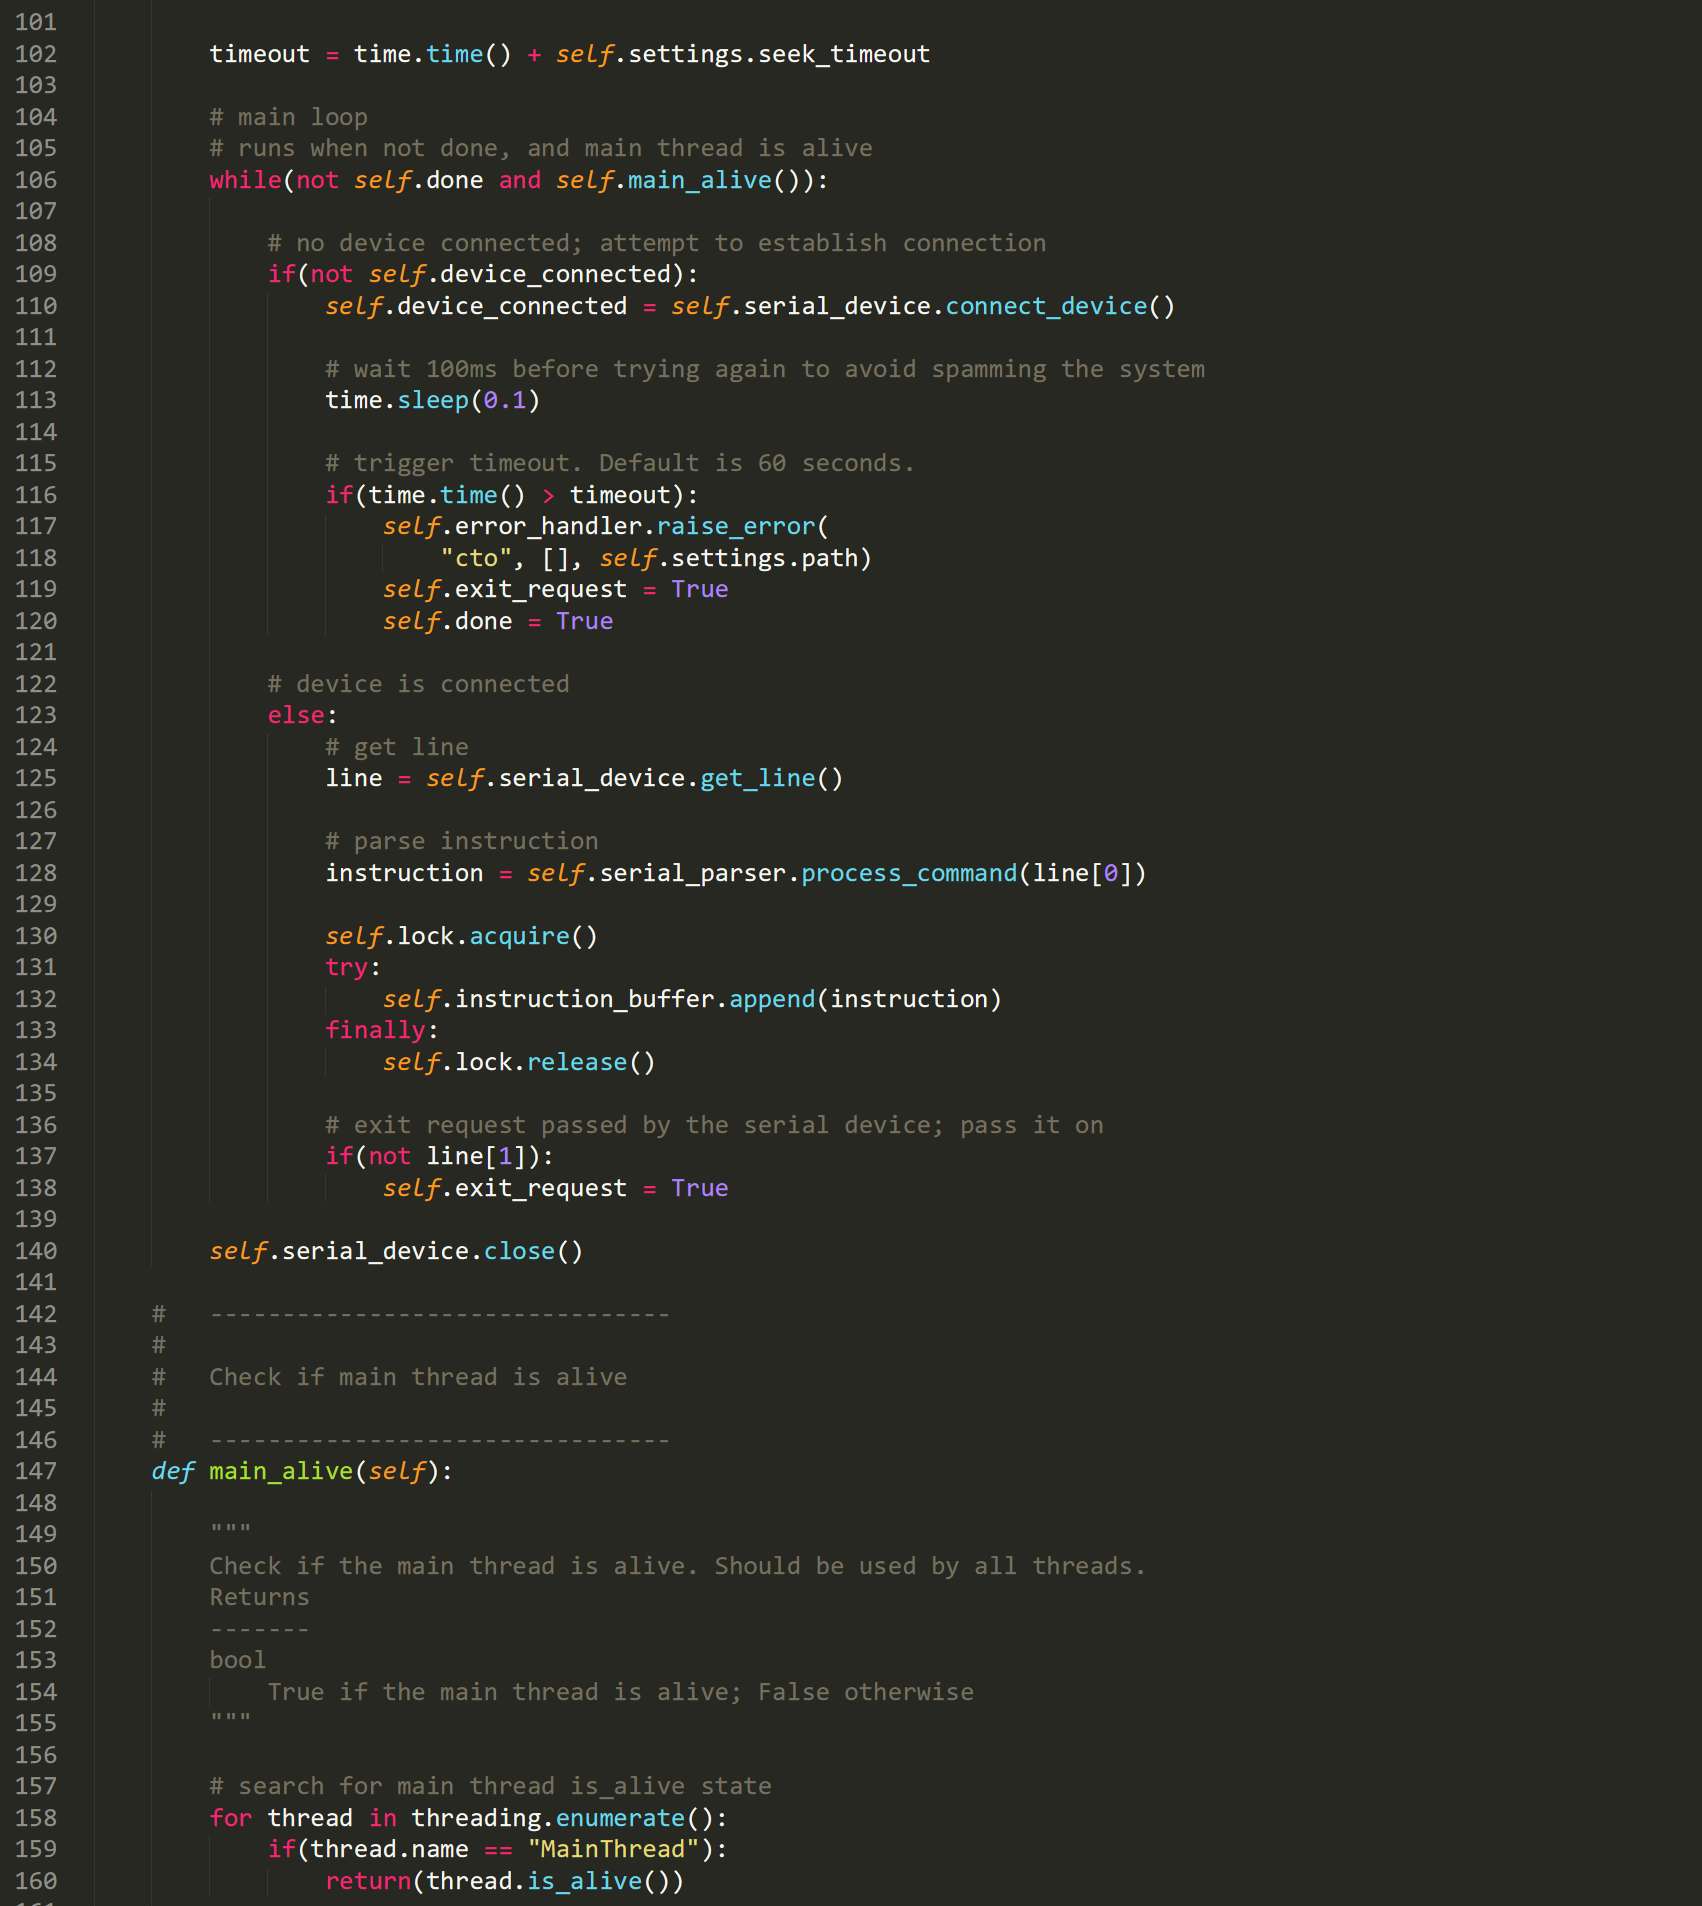 101
102 timeout = time.time() + self.settings.seek_timeout
103
104 # main loop
105 # runs when not done, and main thread is alive
106 while(not self.done and self.main_alive()):
107
108 # no device connected; attempt to establish connection
109 if(not self.device_connected):
110 self.device_connected = self.serial_device.connect_device()
111
112 # wait 100ms before trying again to avoid spamming the system
113 time.sleep(0.1)
114
115 # trigger timeout. Default is 60 seconds.
116 if(time.time() > timeout):
117 self.error_handler.raise_error(
118 "cto", [], self.settings.path)
119 self.exit_request = True
120 self.done = True
121
122 # device is connected
123 else:
124 # get line
125 line = self.serial_device.get_line()
126
127 # parse instruction
128 instruction = self.serial_parser.process_command(line[0])
129
130 self.lock.acquire()
131 try:
132 self.instruction_buffer.append(instruction)
133 finally:
134 self.lock.release()
135
136 # exit request passed by the serial device; pass it on
137 if(not line[1]):
138 self.exit_request = True
139
140 self.serial_device.close()
141
142 # --------------------------------
143 #
144 # Check if main thread is alive
145 #
146 # --------------------------------
147 def main_alive(self):
148
149 """
150 Check if the main thread is alive. Should be used by all threads.
151 Returns
152 -------
153 bool
154 True if the main thread is alive; False otherwise
155 """
156
157 # search for main thread is_alive state
158 for thread in threading.enumerate():
159 if(thread.name == "MainThread"):
160 return(thread.is_alive())